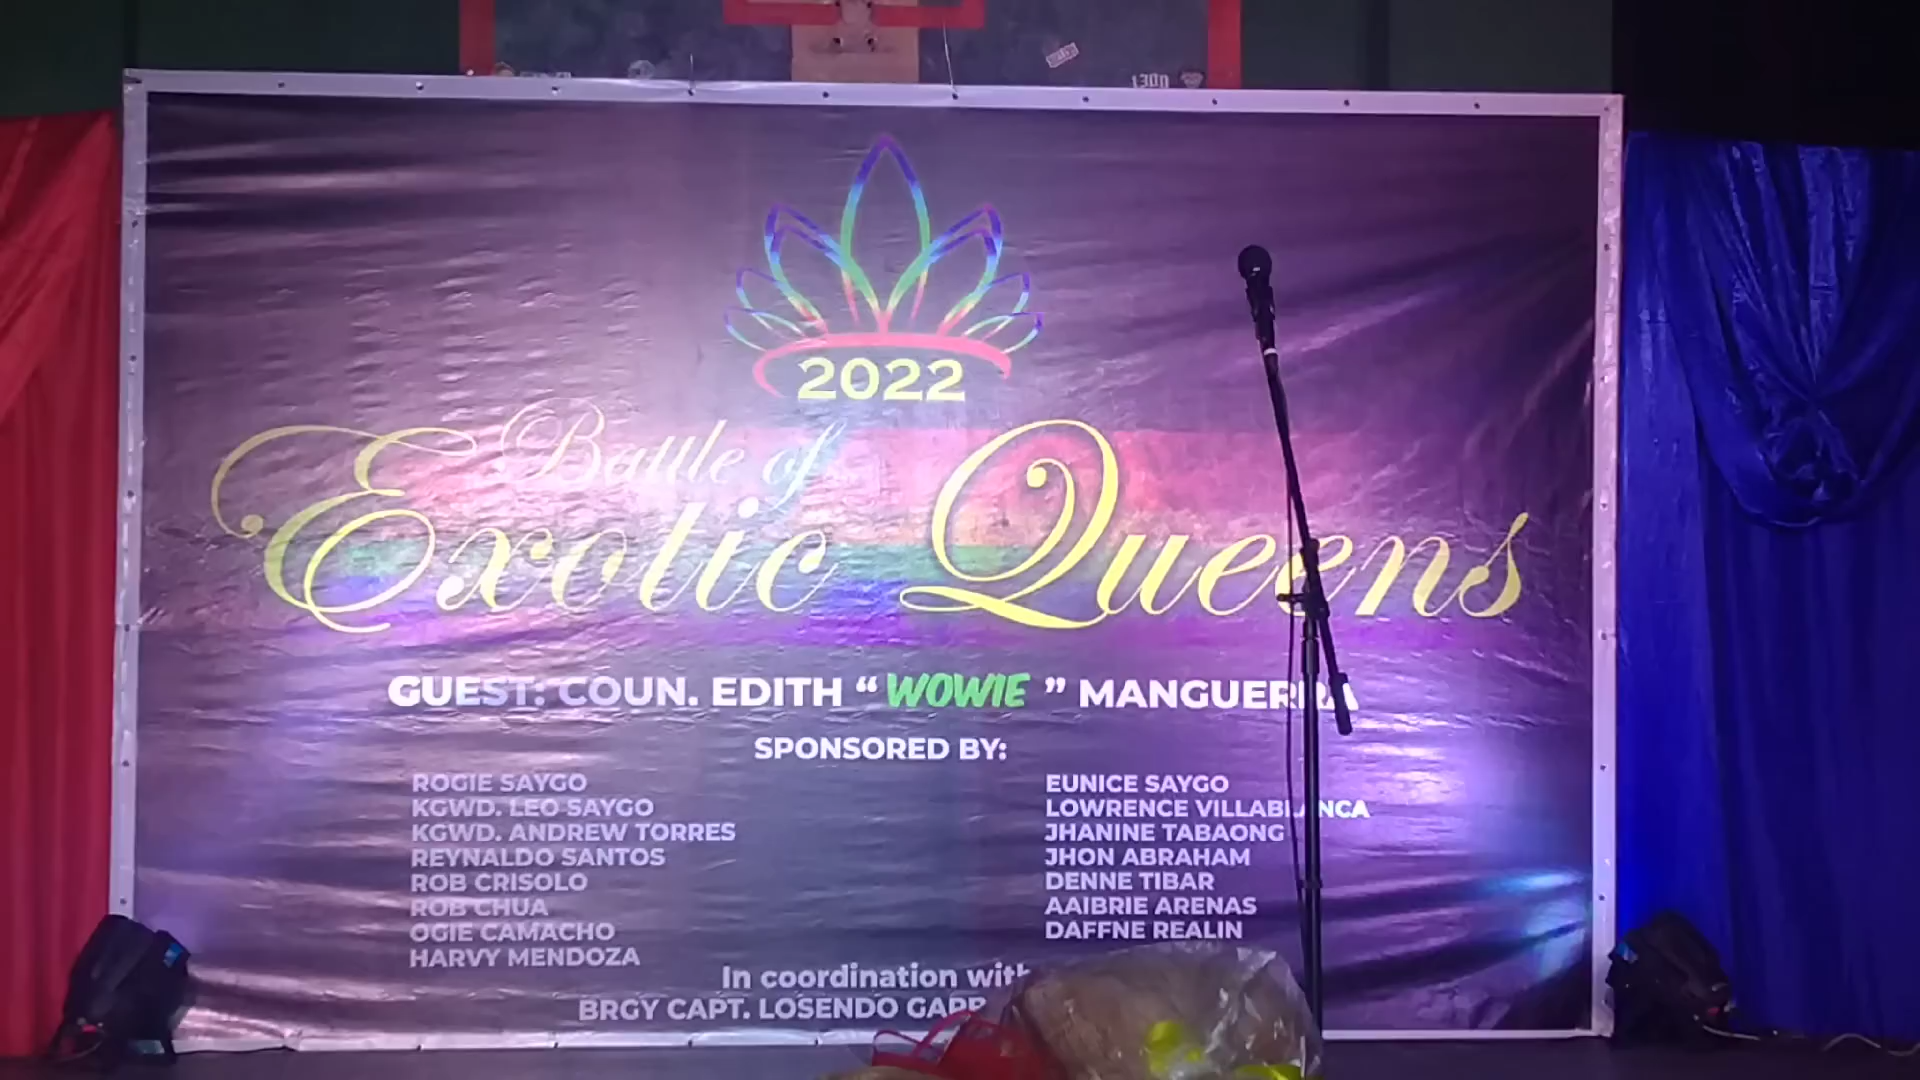 2022
Battle of
Exotic Queens
GUEST: COUN. EDITH “ WOWIE ” MANGUERRA
SPONSORED BY:
ROGIE SAYGO
KGWD. LEO SAYGO
KGWD. ANDREW TORRES
REYNALDO SANTOS
ROB CRISOLO
ROB CHUA
OGIE CAMACHO
HARVY MENDOZA
EUNICE SAYGO
LOWRENCE VILLABLANCA
JHANINE TABAONG
JHON ABRAHAM
DENNE TIBAR
AAIBRIE ARENAS
DAFFNE REALIN
In coordination with
BRGY CAPT. LOSENDO